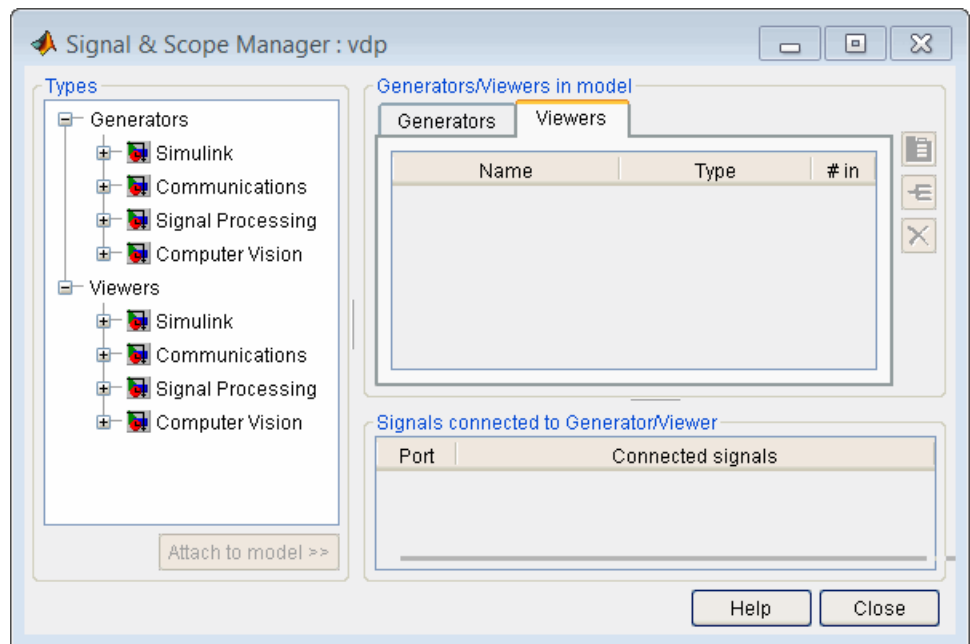 Signal & Scope Manager : vdp
Types
Generators
Simulink
Communications
Signal Processing
Computer Vision
Viewers
Simulink
Communications
Signal Processing
Computer Vision
Attach to model >>
Generators/Viewers in model
Generators Viewers
Name Type # in
Signals connected to Generator/Viewer
Port Connected signals
Help Close